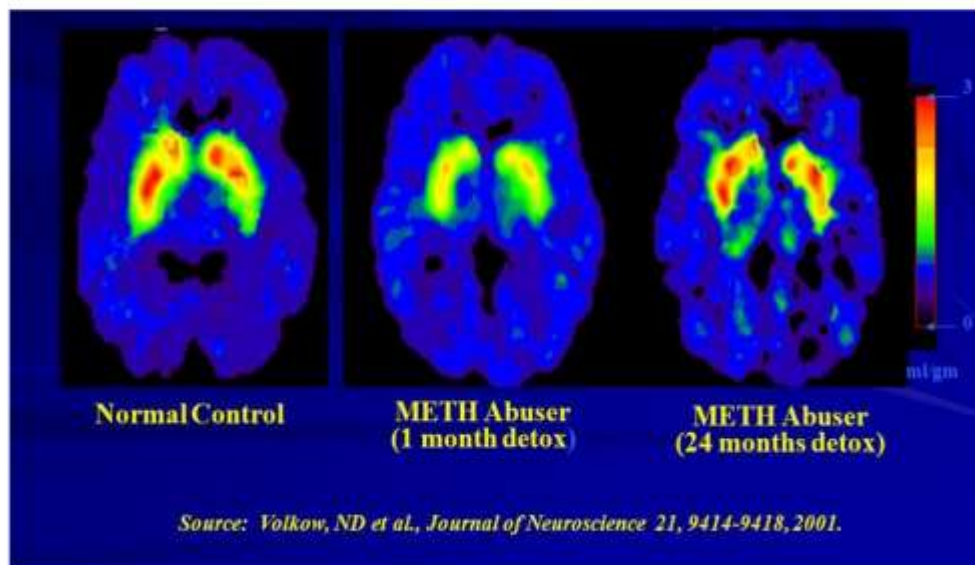 3
0
ml/gm
Normal Control
METH Abuser
(1 month detox)
METH Abuser
(24 months detox)
Source: Volkow, ND et al., Journal of Neuroscience 21, 9414-9418, 2001.